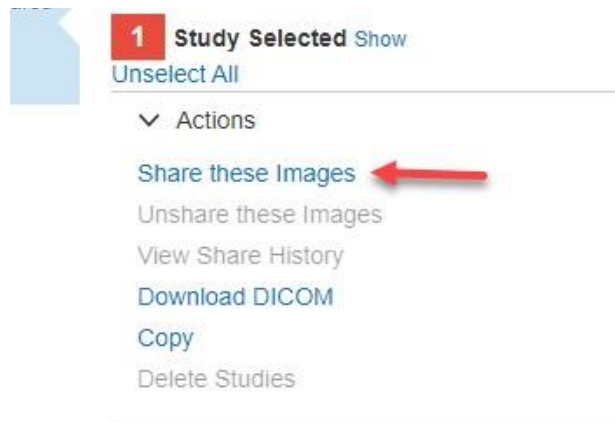 1 Study Selected Show
Unselect All
Actions
Share these Images
Unshare these Images
View Share History
Download DICOM
Copy
Delete Studies